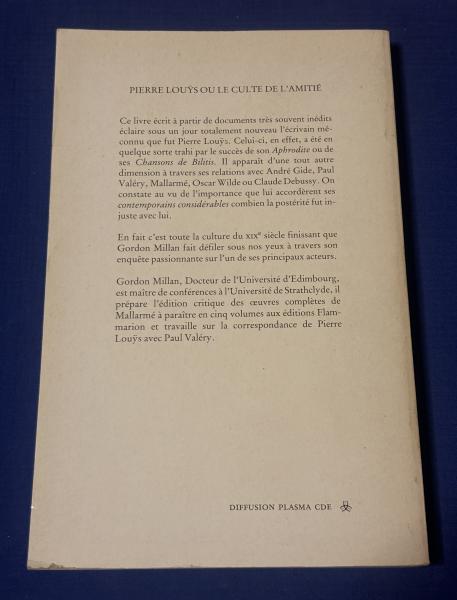 PIERRE LOUŸS OU LE CULTE DE L'AMITIÉ
Ce livre écrit à partir de documents très souvent inédits
éclaire sous un jour totalement nouveau l'écrivain mé-
connu que fut Pierre Louÿs. Celui-ci, en effet, a été en
quelque sorte trahi par le succès de son Aphrodite ou de
ses Chansons de Bilitis. Il apparaît d'une tout autre
dimension à travers ses relations avec André Gide, Paul
Valéry, Mallarmé, Oscar Wilde ou Claude Debussy. On
constate au vu de l'importance que lui accordèrent ses
contemporains considérables combien la postérité fut in-
juste avec lui.
En fait c'est toute la culture du XIXe siècle finissant que
Gordon Millan fait défiler sous nos yeux à travers son
enquête passionnante sur l'un de ses principaux acteurs.
Gordon Millan, Docteur de l'Université d'Edimbourg,
est maître de conférences à l'Université de Strathclyde, il
prépare l'édition critique des œuvres complètes de
Mallarmé à paraître en cinq volumes aux éditions Flam-
marion et travaille sur la correspondance de Pierre
Louÿs avec Paul Valéry.
DIFFUSION PLASMA CDE